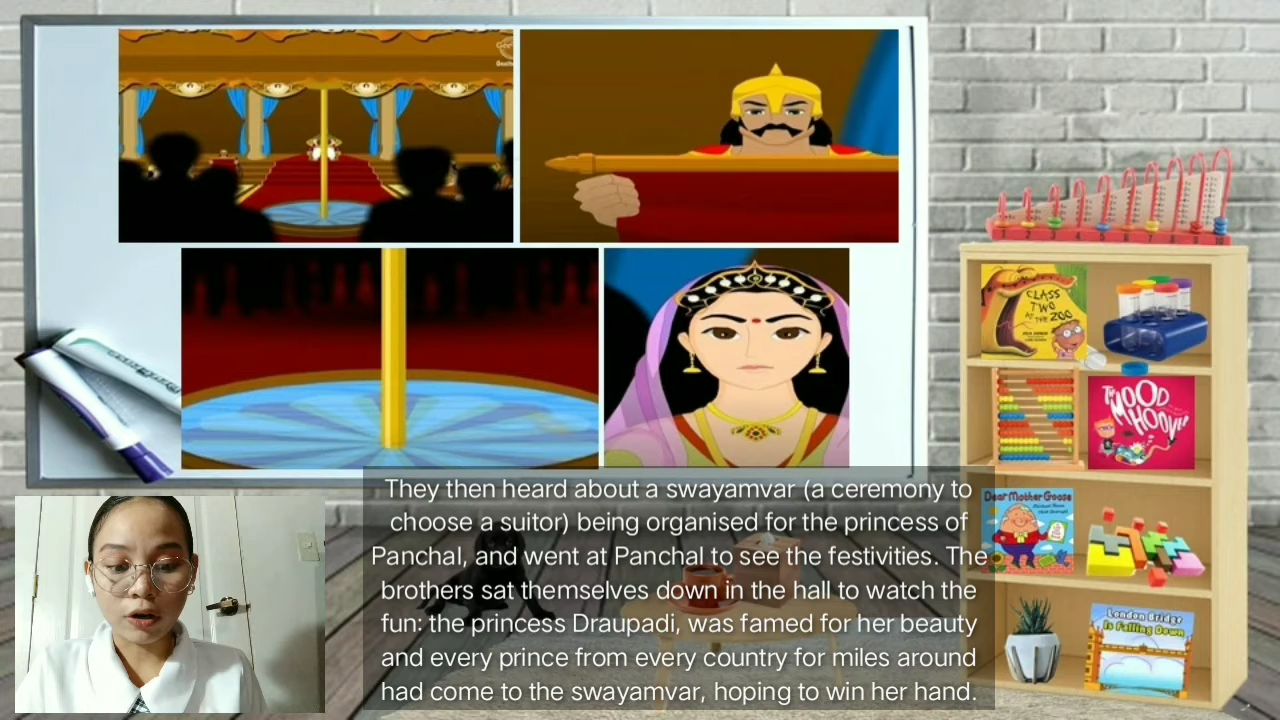 CLASS
TWO
AT THE ZOO
The
MOOD
HOOVER
Dear Mother Goose
London Bridge
Is Falling Down
They then heard about a swayamvar (a ceremony to
choose a suitor) being organised for the princess of
Panchal, and went at Panchal to see the festivities. The
brothers sat themselves down in the hall to watch the
fun: the princess Draupadi, was famed for her beauty
and every prince from every country for miles around
had come to the swayamvar, hoping to win her hand.